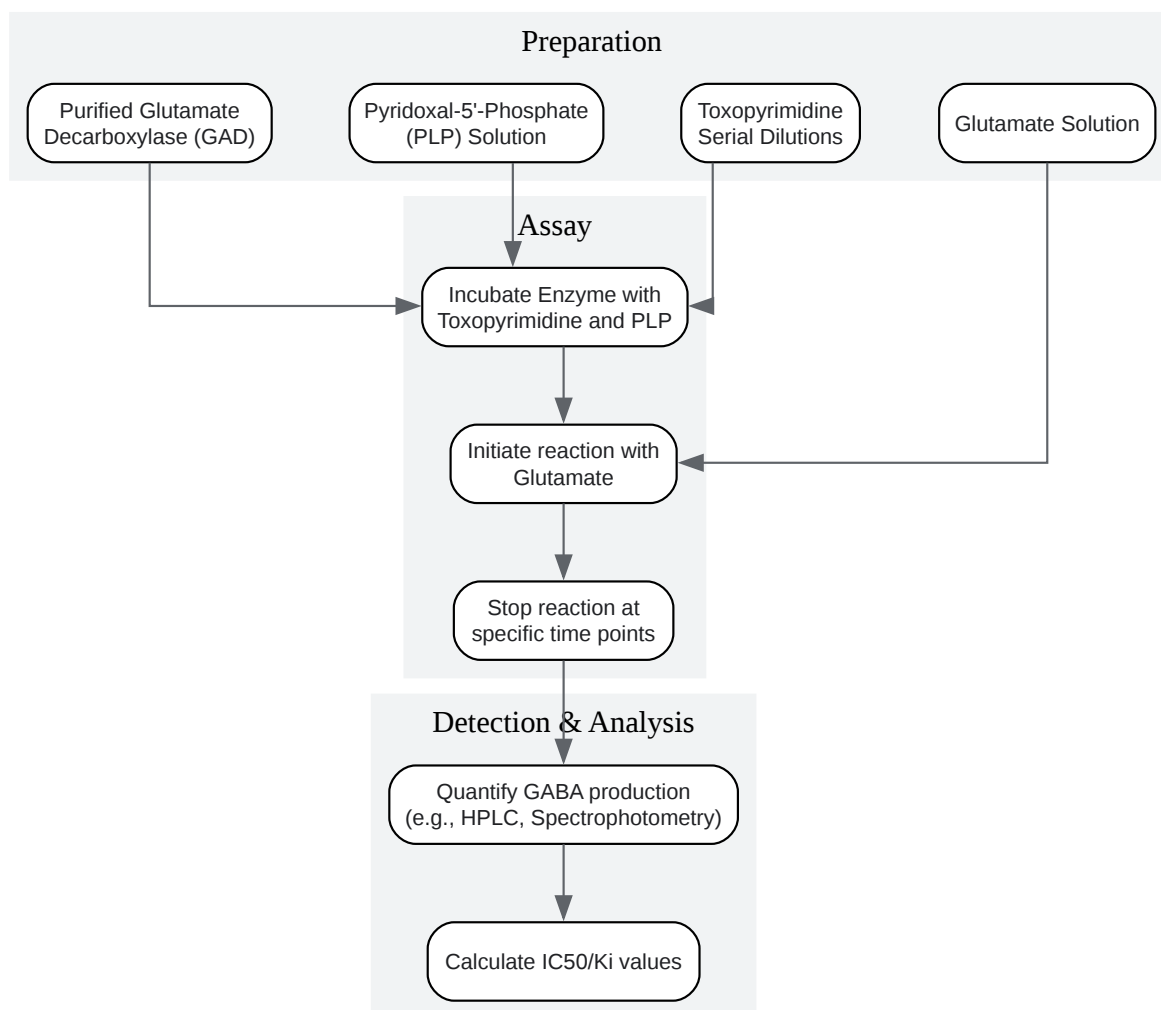 Preparation
Purified Glutamate
Decarboxylase (GAD)
Pyridoxal-5'-Phosphate
(PLP) Solution
Toxopyrimidine
Serial Dilutions
Glutamate Solution
Assay
Incubate Enzyme with
Toxopyrimidine and PLP
Initiate reaction with
Glutamate
Stop reaction at
specific time points
Detection & Analysis
Quantify GABA production
(e.g., HPLC, Spectrophotometry)
Calculate IC50/Ki values